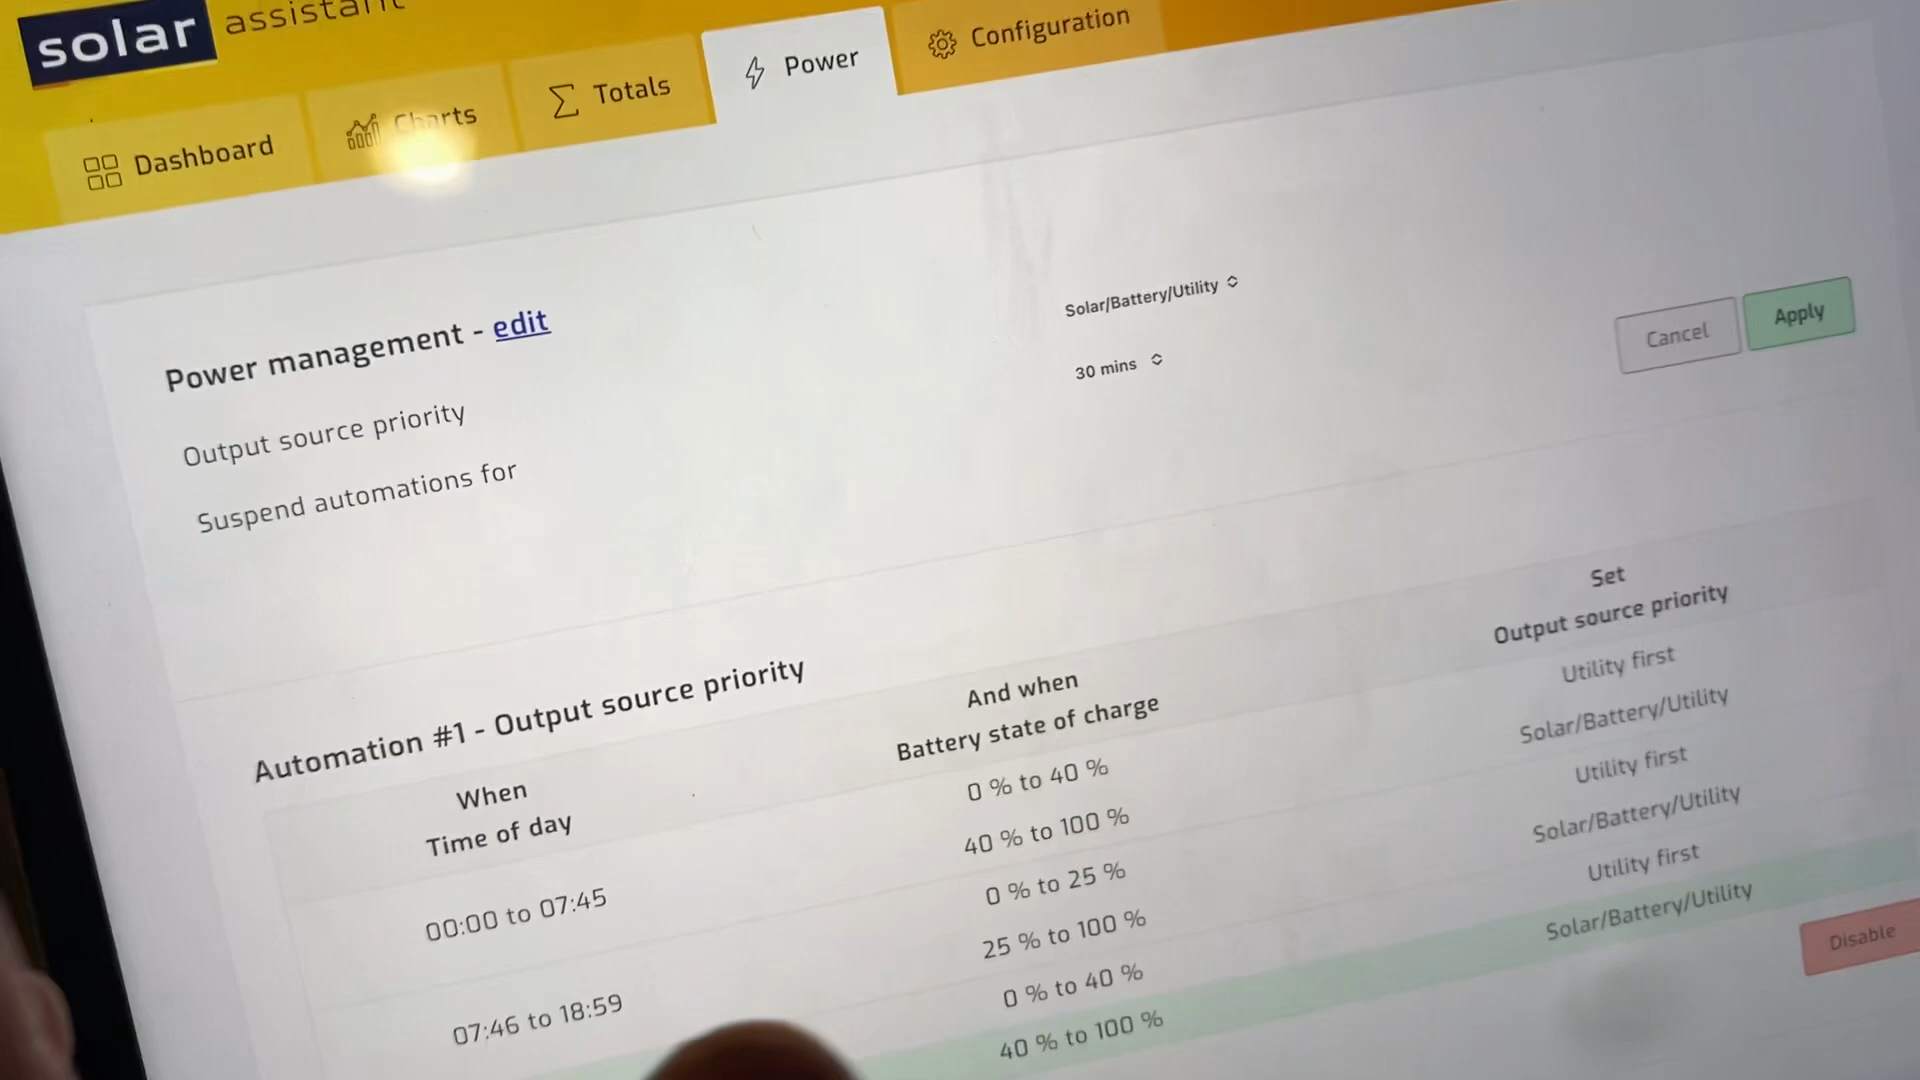 solar assistant
Dashboard
Charts
Totals
Power
Configuration
Power management - edit
Output source priority
Solar/Battery/Utility
Suspend automations for
30 mins
Cancel
Apply
Automation #1 - Output source priority
When
Time of day
And when
Battery state of charge
Set
Output source priority
00:00 to 07:45
0 % to 40 %
Utility first
40 % to 100 %
Solar/Battery/Utility
07:46 to 18:59
0 % to 25 %
Utility first
25 % to 100 %
Solar/Battery/Utility
0 % to 40 %
Utility first
40 % to 100 %
Solar/Battery/Utility
Disable